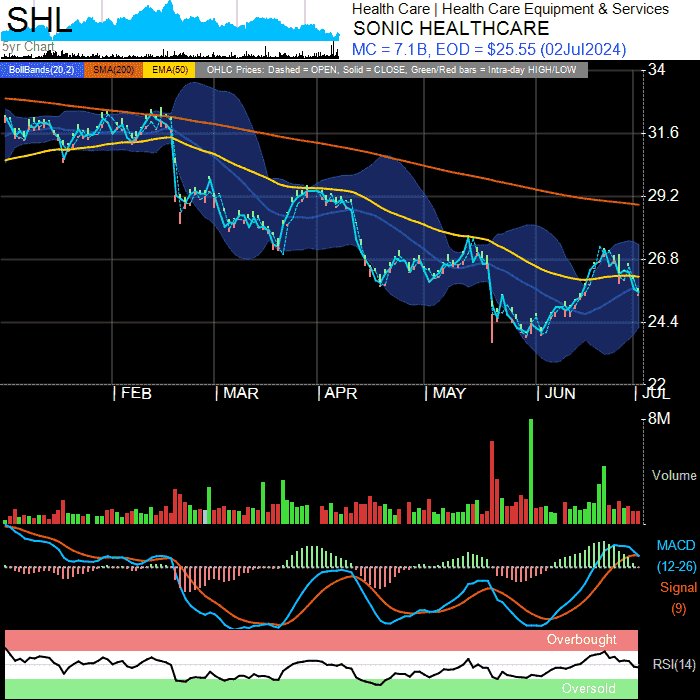 SHL
5yr Chart
Health Care | Health Care Equipment & Services
SONIC HEALTHCARE
MC = 7.1B, EOD = $25.55 (02Jul2024)
BollBands(20,2) SMA(200) EMA(50) OHLC Prices: Dashed = OPEN, Solid = CLOSE, Green/Red bars = Intra-day HIGH/LOW
34
31.6
29.2
26.8
24.4
22
| FEB | MAR | APR | MAY | JUN | JUL
8M
Volume
MACD
(12-26)
Signal
(9)
Overbought
RSI(14)
Oversold